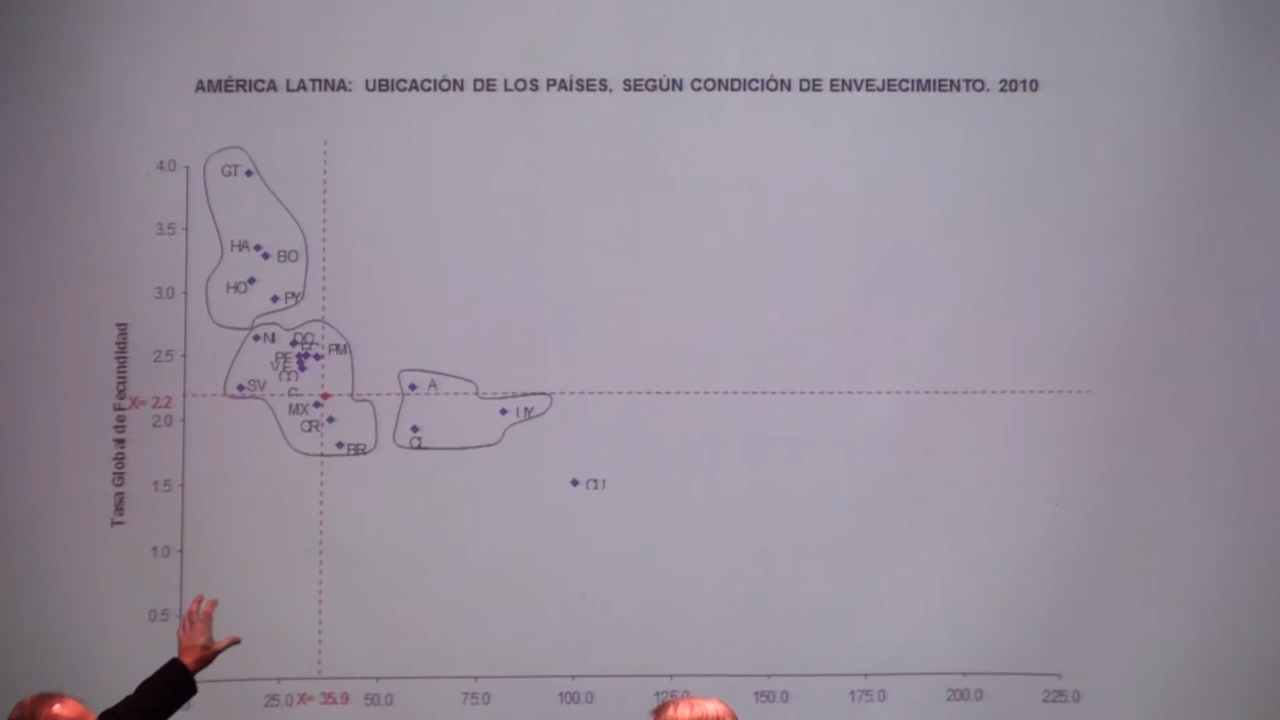 AMÉRICA LATINA: UBICACIÓN DE LOS PAÍSES, SEGÚN CONDICIÓN DE ENVEJECIMIENTO. 2010
Tasa Global de Fecundidad
4.0
3.5
3.0
2.5
X= 2.2
2.0
1.5
1.0
0.5
GT
HA
BO
HO
PY
NI
DO
PM
PE
VE
CO
SV
MX
CR
BR
A
UY
CL
CU
25.0 X= 35.9 50.0 75.0 100.0 125.0 150.0 175.0 200.0 225.0